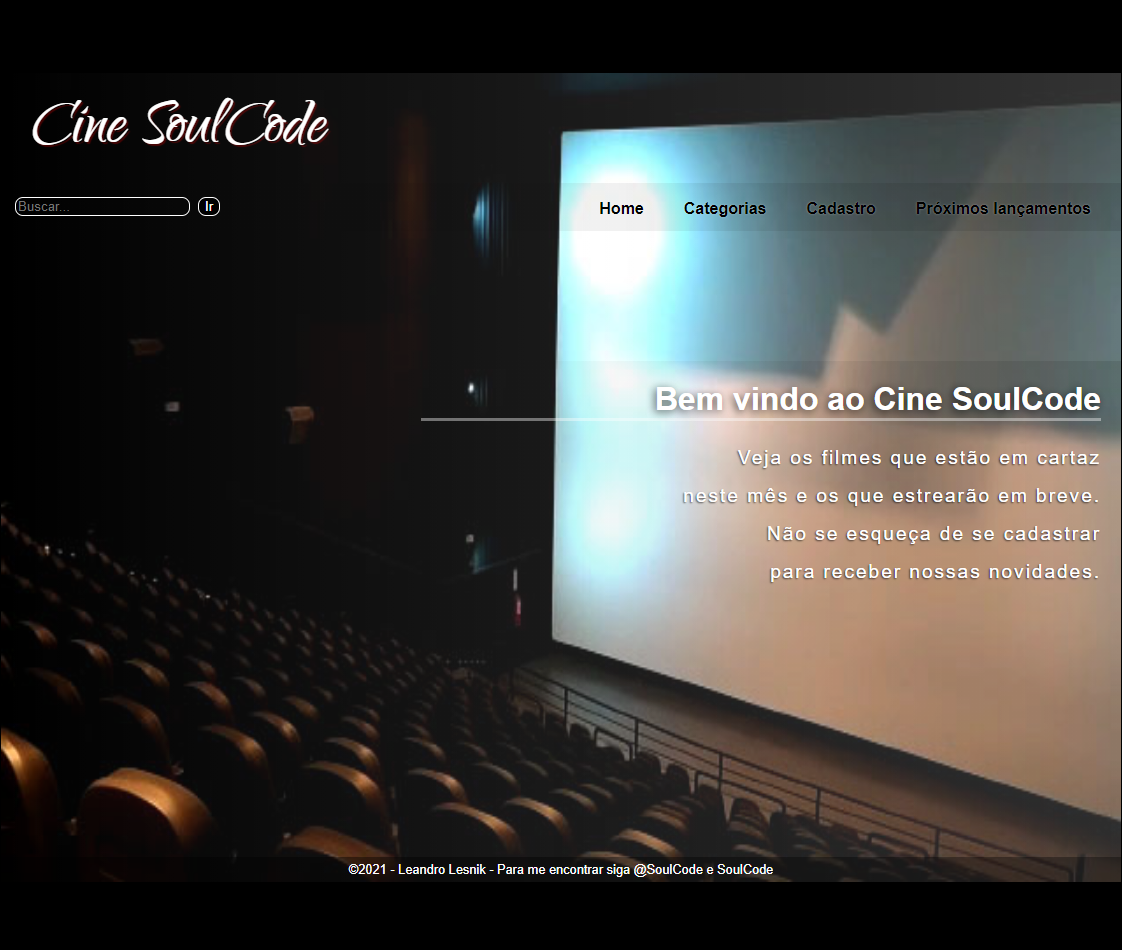 Cine SoulCode
Buscar...
Ir
Home Categorias Cadastro Próximos lançamentos
Bem vindo ao Cine SoulCode
Veja os filmes que estão em cartaz
neste mês e os que estrearão em breve.
Não se esqueça de se cadastrar
para receber nossas novidades.
©2021 - Leandro Lesnik - Para me encontrar siga @SoulCode e SoulCode